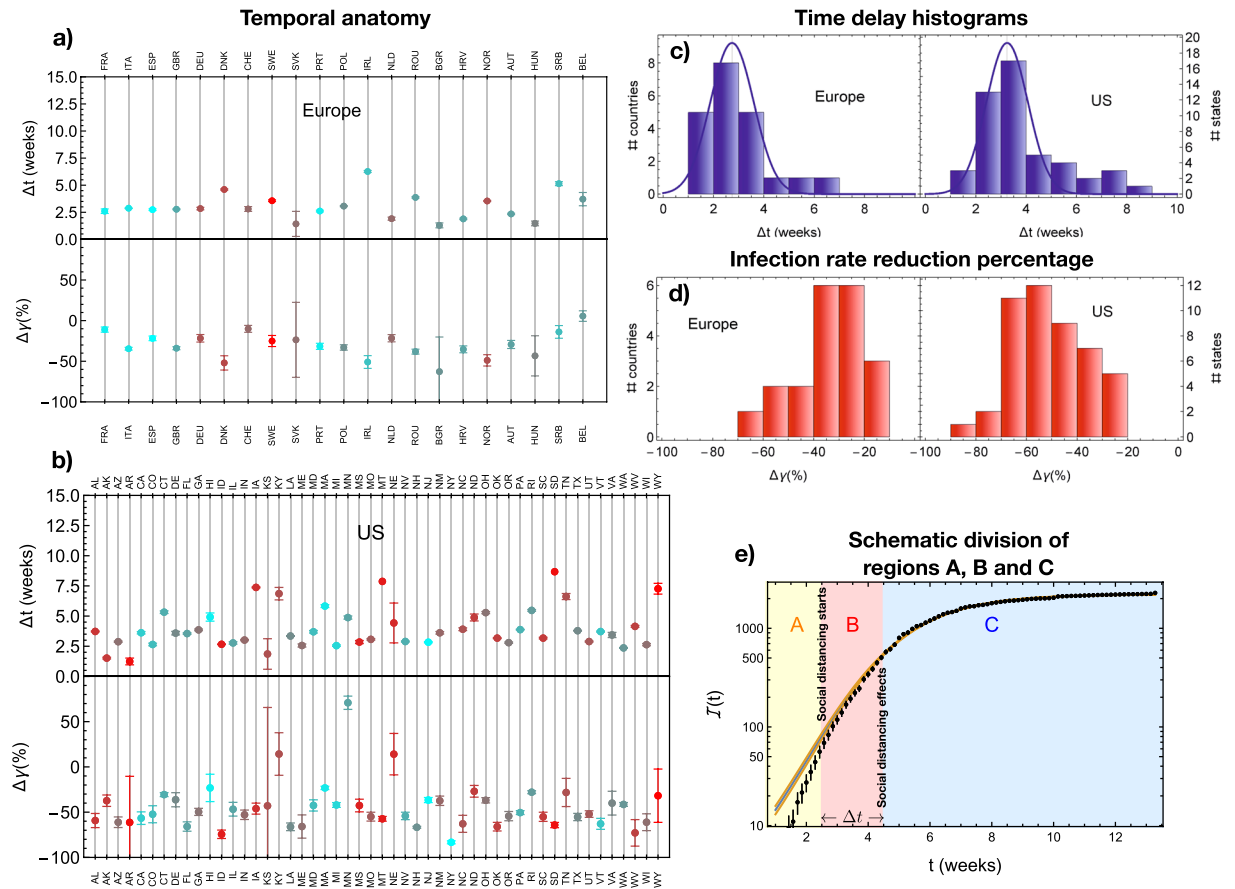 Temporal anatomy
a)
FRA ITA ESP GBR DEU DNK CHE SWE SVK PRT POL IRL NLD ROU BGR HRV NOR AUT HUN SRB BEL
Europe
15.0
12.5
10.0
7.5
5.0
2.5
0.0
Δt (weeks)
50
0
−50
−100
Δγ(%)
FRA ITA ESP GBR DEU DNK CHE SWE SVK PRT POL IRL NLD ROU BGR HRV NOR AUT HUN SRB BEL
b)
AL AK AZ AR CA CO CT DE FL GA HI ID IL IN IA KS KY LA ME MD MA MI MN MS MO MT NE NV NH NJ NM NY NC ND OH OK OR PA RI SC SD TN TX UT VT VA WA WV WI WY
US
15.0
12.5
10.0
7.5
5.0
2.5
0.0
Δt (weeks)
50
0
−50
−100
Δγ(%)
AL AK AZ AR CA CO CT DE FL GA HI ID IL IN IA KS KY LA ME MD MA MI MN MS MO MT NE NV NH NJ NM NY NC ND OH OK OR PA RI SC SD TN TX UT VT VA WA WV WI WY
Time delay histograms
c)
Europe
# countries
8
6
4
2
0
0 2 4 6 8
Δt (weeks)
US
# states
20
18
16
14
12
10
8
6
4
2
0
0 2 4 6 8 10
Δt (weeks)
Infection rate reduction percentage
d)
Europe
# countries
6
4
2
0
−100 −80 −60 −40 −20
Δγ(%)
US
# states
12
10
8
6
4
2
0
−100 −80 −60 −40 −20 0
Δγ(%)
Schematic division of
regions A, B and C
e)
A B C
Social distancing starts
Social distancing effects
Δt
1000
500
100
50
10
I(t)
2 4 6 8 10 12
t (weeks)